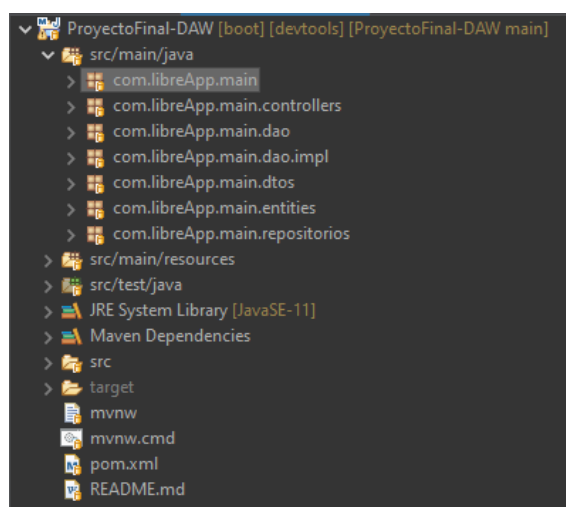 ProyectoFinal-DAW [boot] [devtools] [ProyectoFinal-DAW main]
src/main/java
com.libreApp.main
com.libreApp.main.controllers
com.libreApp.main.dao
com.libreApp.main.dao.impl
com.libreApp.main.dtos
com.libreApp.main.entities
com.libreApp.main.repositorios
src/main/resources
src/test/java
JRE System Library [JavaSE-11]
Maven Dependencies
src
target
mvnw
mvnw.cmd
pom.xml
README.md